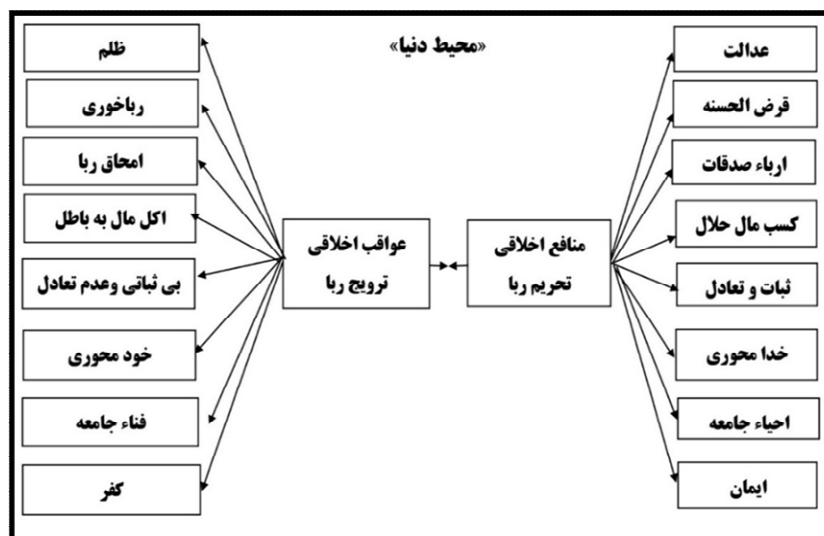 «محیط دنیا»
عدالت
قرض الحسنه
ارباء صدقات
کسب مال حلال
ثبات و تعادل
خدا محوری
احیاء جامعه
ایمان
منافع اخلاقی
تحریم ربا
عواقب اخلاقی
ترویج ربا
ظلم
رباخوری
امحاق ربا
اکل مال به باطل
بی ثباتی وعدم تعادل
خود محوری
فناء جامعه
کفر